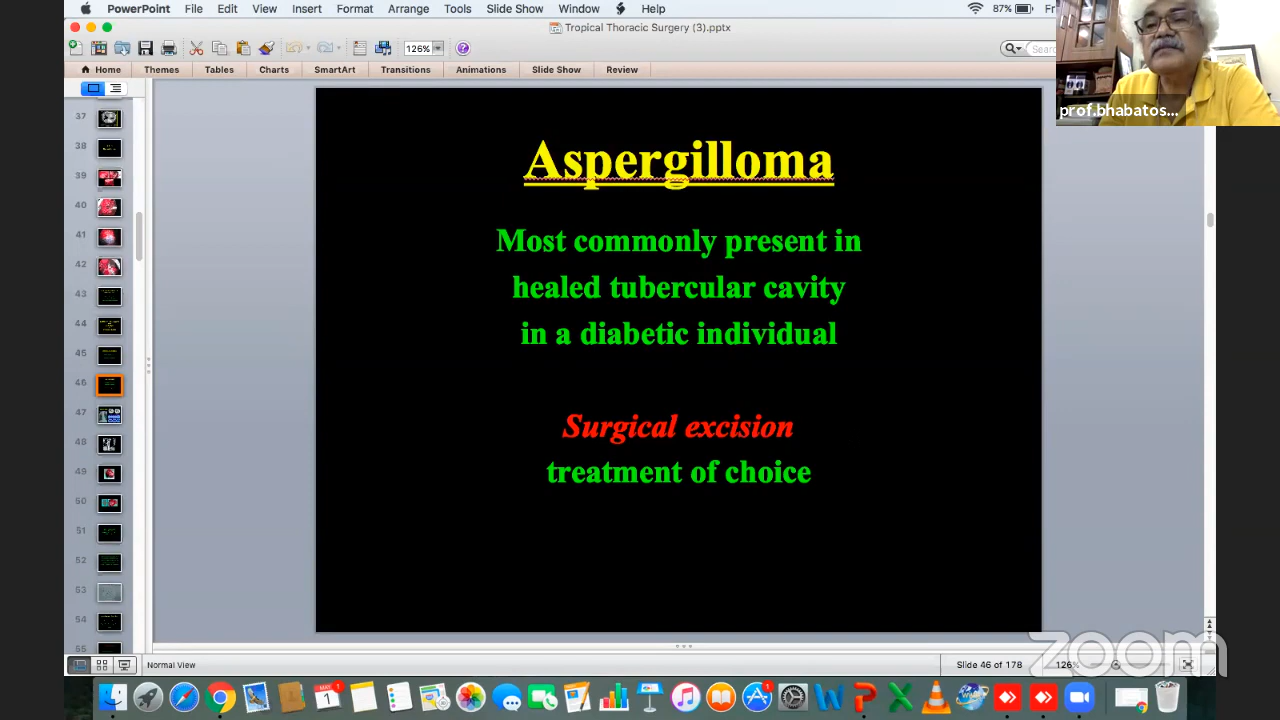 PowerPoint File Edit View Insert Format Arrange Tools Slide Show Window Help 87% Fr
Tropical Thoracic Surgery (3).pptx
126%
Home Themes Tables Charts SmartArt Transitions Animations Slide Show Review
prof.bhabatos...
37
38
39
40
41
42
43
44
45
46
47
48
49
50
51
52
53
54
55
Aspergilloma
Most commonly present in
healed tubercular cavity
in a diabetic individual
Surgical excision
treatment of choice
zoom
Normal View Slide 46 of 178 126%